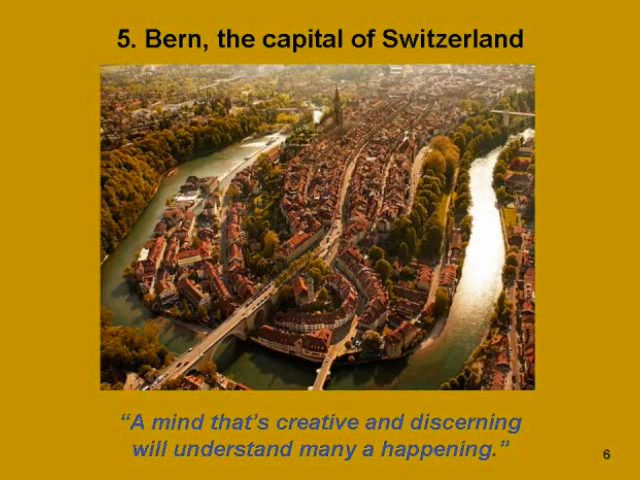 5. Bern, the capital of Switzerland
“A mind that’s creative and discerning
will understand many a happening.”
6